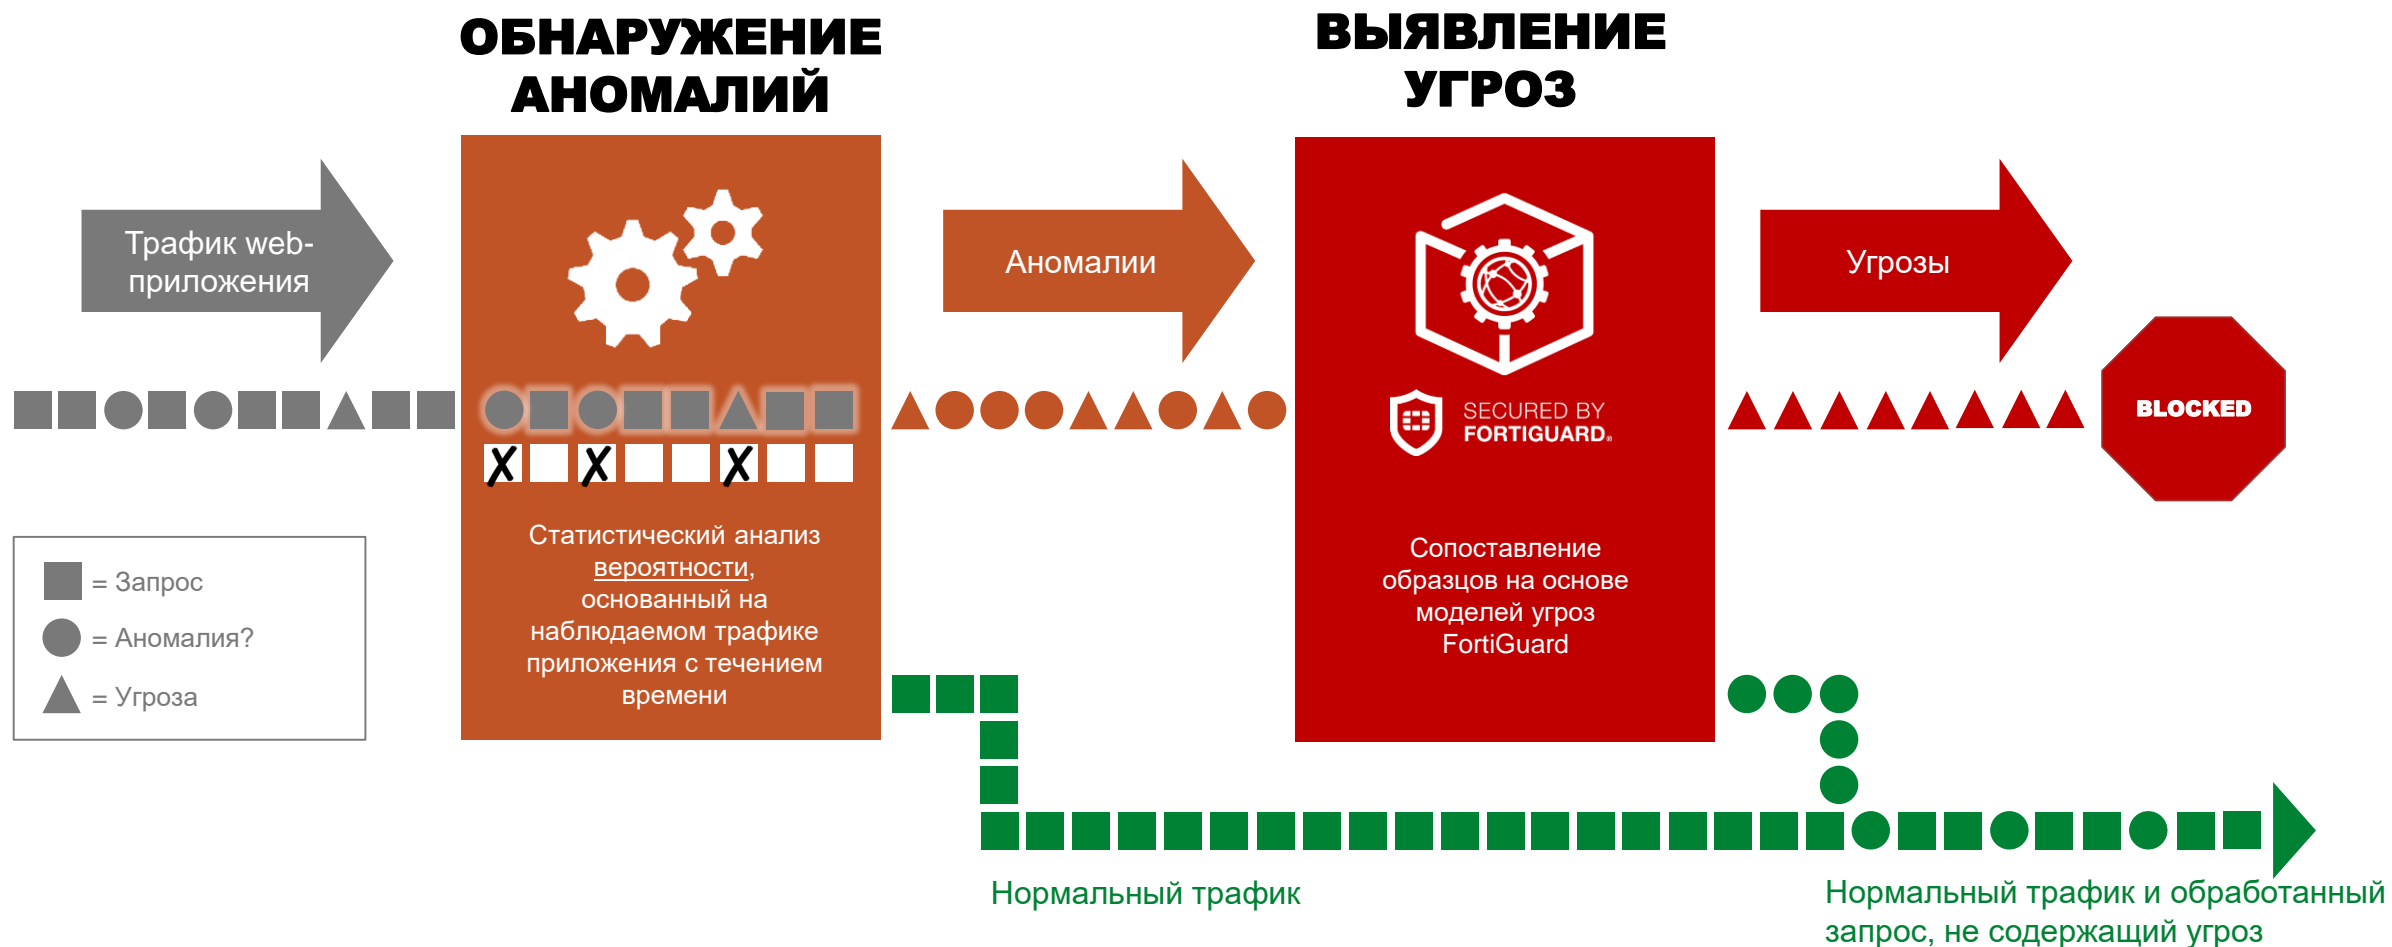 ОБНАРУЖЕНИЕ
АНОМАЛИЙ
ВЫЯВЛЕНИЕ
УГРОЗ
Трафик web-
приложения
Аномалии
Угрозы
SECURED BY
FORTIGUARD®
BLOCKED
X X X
Статистический анализ
вероятности,
основанный на
наблюдаемом трафике
приложения с течением
времени
Сопоставление
образцов на основе
моделей угроз
FortiGuard
= Запрос
= Аномалия?
= Угроза
Нормальный трафик
Нормальный трафик и обработанный
запрос, не содержащий угроз